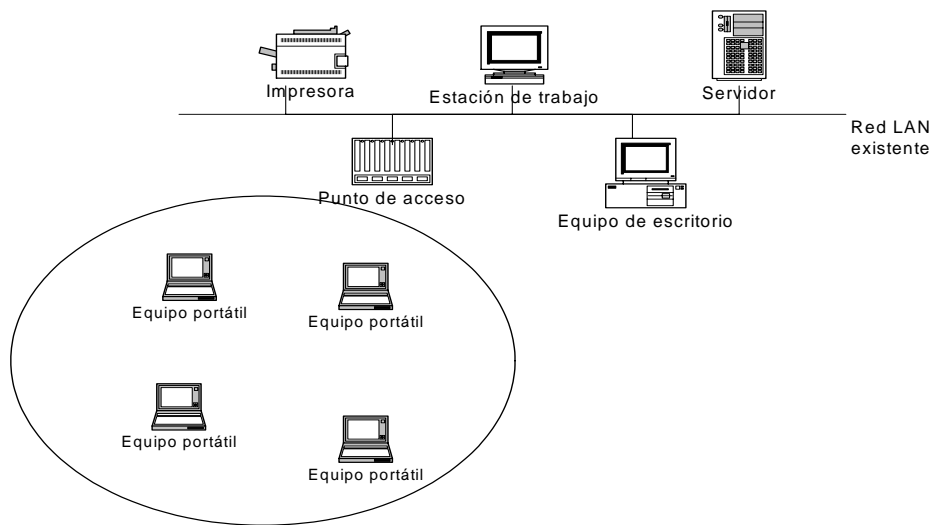 Impresora
Estación de trabajo
Servidor
Red LAN
existente
Punto de acceso
Equipo de escritorio
Equipo portátil
Equipo portátil
Equipo portátil
Equipo portátil